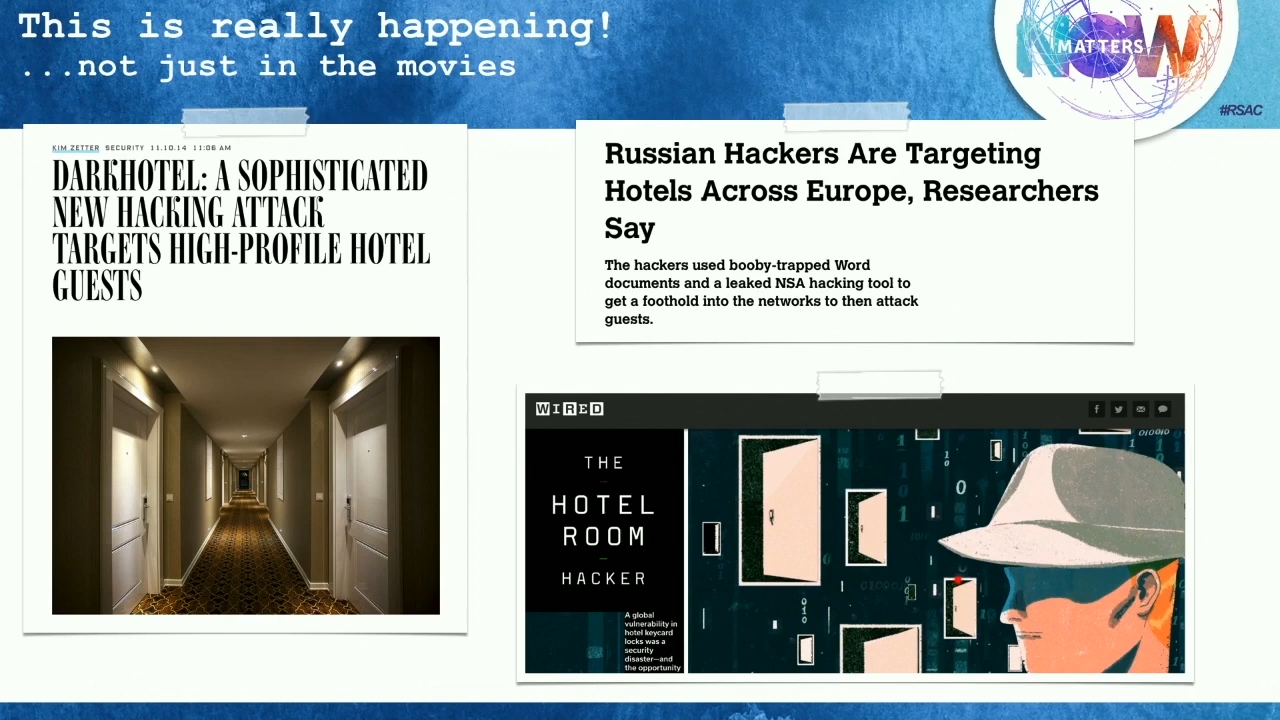 This is really happening!
...not just in the movies
NOW
MATTERS
#RSAC
KIM ZETTER SECURITY 11.10.14 11:06 AM
DARKHOTEL: A SOPHISTICATED
NEW HACKING ATTACK
TARGETS HIGH-PROFILE HOTEL
GUESTS
Russian Hackers Are Targeting
Hotels Across Europe, Researchers
Say
The hackers used booby-trapped Word
documents and a leaked NSA hacking tool to
get a foothold into the networks to then attack
guests.
WIRED
THE
HOTEL
ROOM
HACKER
A global
vulnerability in
hotel keycard
locks was a
security
disaster—and
the opportunity